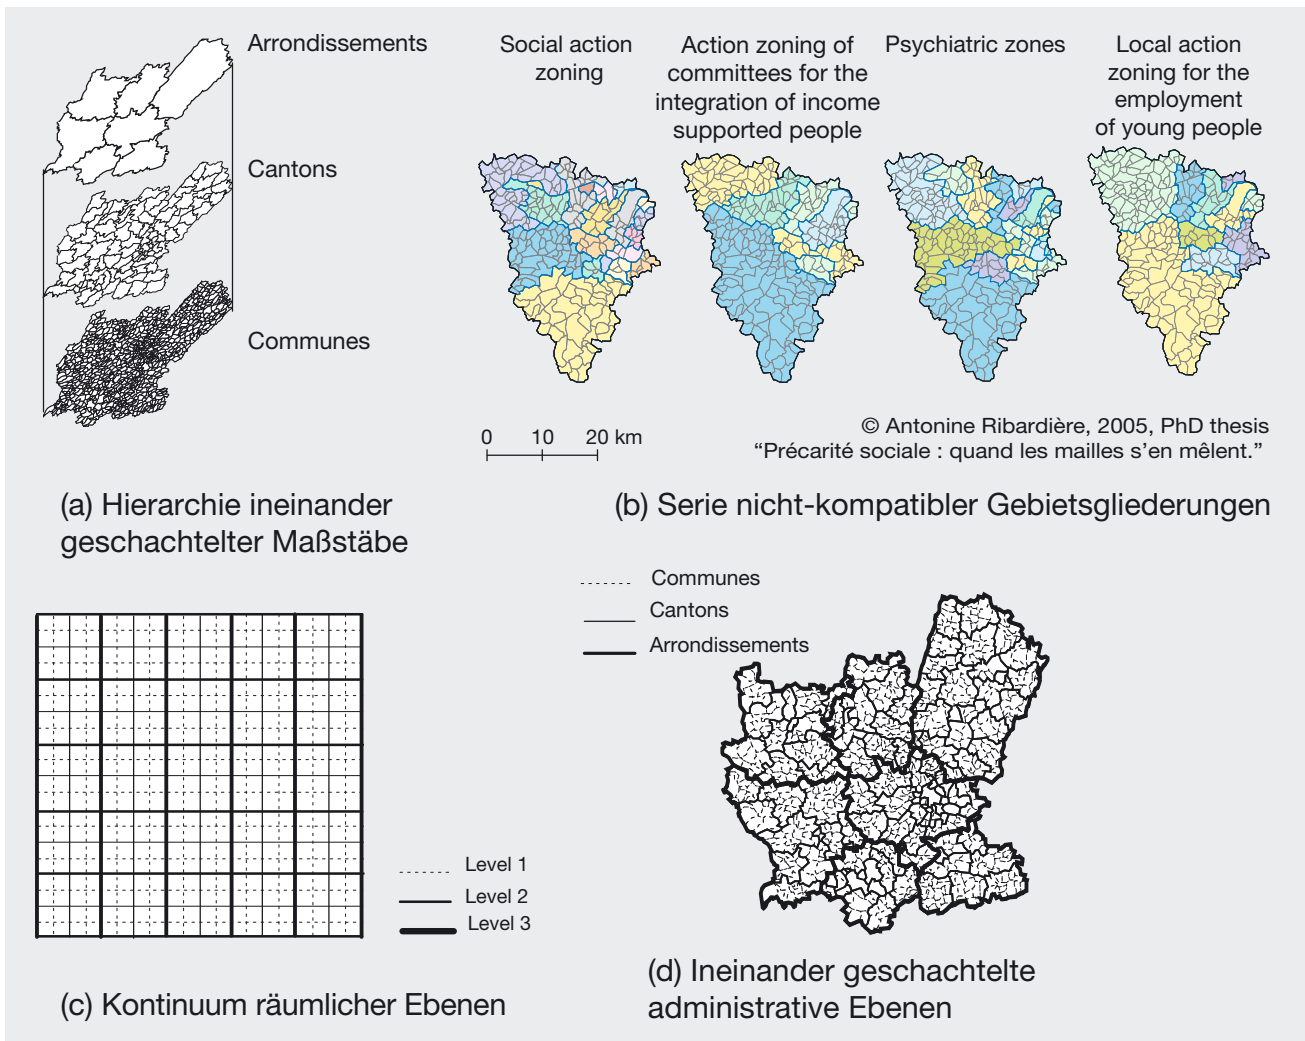 Arrondissements
Cantons
Communes
Social action
zoning
Action zoning of
committees for the
integration of income
supported people
Psychiatric zones
Local action
zoning for the
employment
of young people
0 10 20 km
© Antonine Ribardière, 2005, PhD thesis
“Précarité sociale : quand les mailles s’en mêlent.”
(a) Hierarchie ineinander
geschachtelter Maßstäbe
(b) Serie nicht-kompatibler Gebietsgliederungen
Level 1
Level 2
Level 3
(c) Kontinuum räumlicher Ebenen
Communes
Cantons
Arrondissements
(d) Ineinander geschachtelte
administrative Ebenen